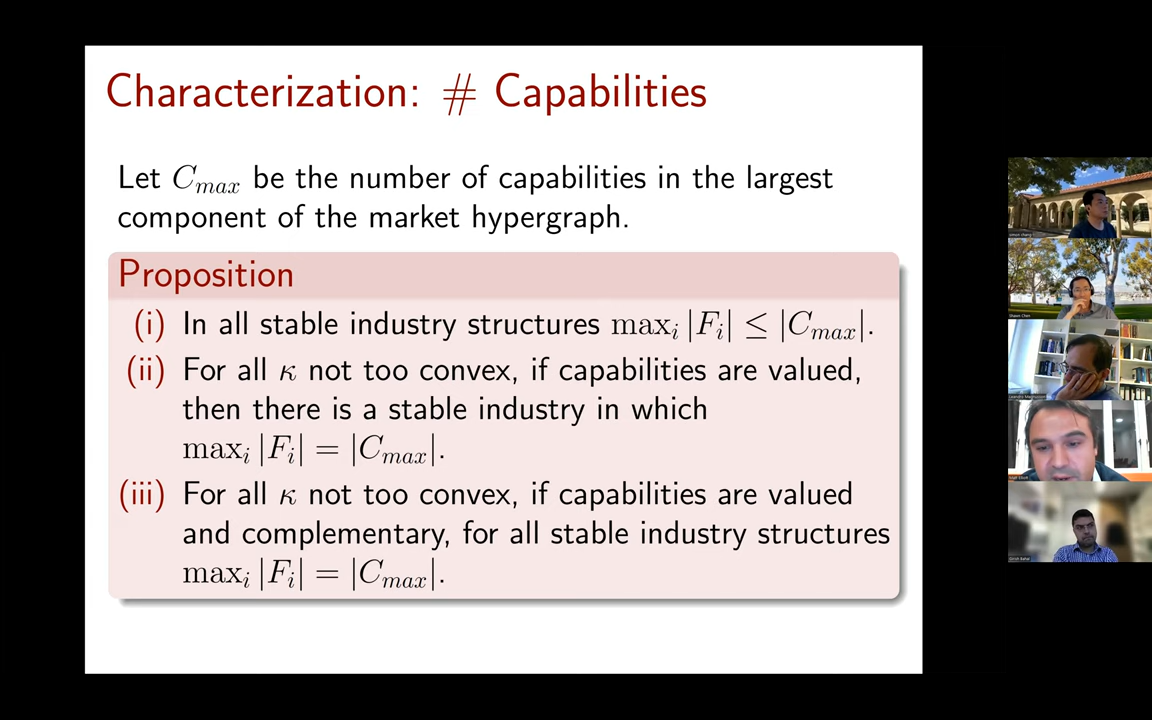 Characterization: # Capabilities
Let C_max be the number of capabilities in the largest
component of the market hypergraph.
Proposition
(i) In all stable industry structures max_i |F_i| ≤ |C_max|.
(ii) For all κ not too convex, if capabilities are valued,
then there is a stable industry in which
max_i |F_i| = |C_max|.
(iii) For all κ not too convex, if capabilities are valued
and complementary, for all stable industry structures
max_i |F_i| = |C_max|.
Shawn Chen